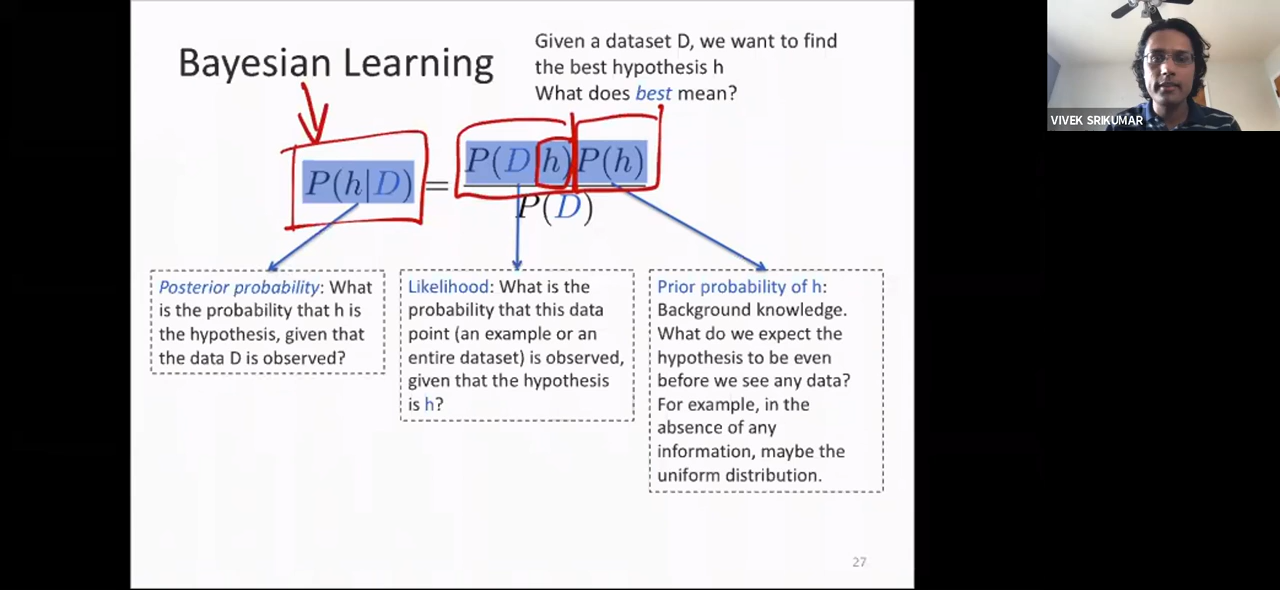 Bayesian Learning
Given a dataset D, we want to find
the best hypothesis h
What does best mean?
P(h|D) = P(D|h)P(h)
P(D)
Posterior probability: What
is the probability that h is
the hypothesis, given that
the data D is observed?
Likelihood: What is the
probability that this data
point (an example or an
entire dataset) is observed,
given that the hypothesis
is h?
Prior probability of h:
Background knowledge.
What do we expect the
hypothesis to be even
before we see any data?
For example, in the
absence of any
information, maybe the
uniform distribution.
27
VIVEK SRIKUMAR